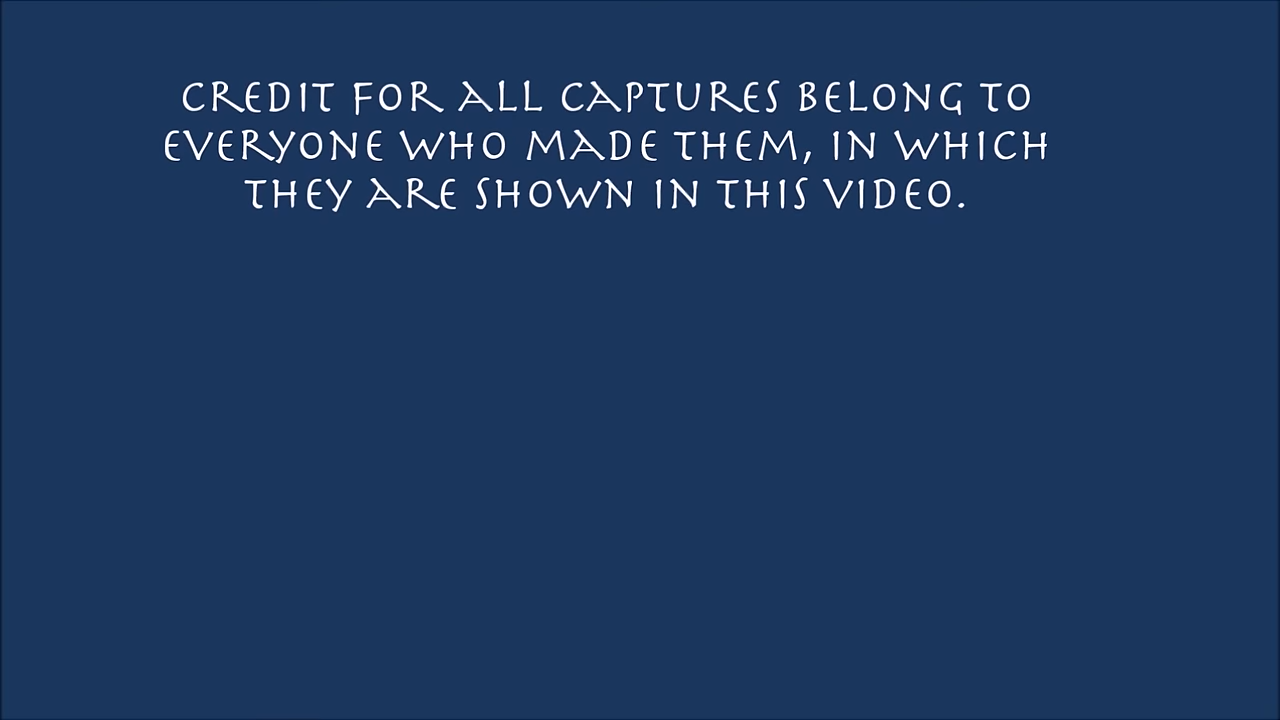 CREDIT FOR ALL CAPTURES BELONG TO
EVERYONE WHO MADE THEM, IN WHICH
THEY ARE SHOWN IN THIS VIDEO.